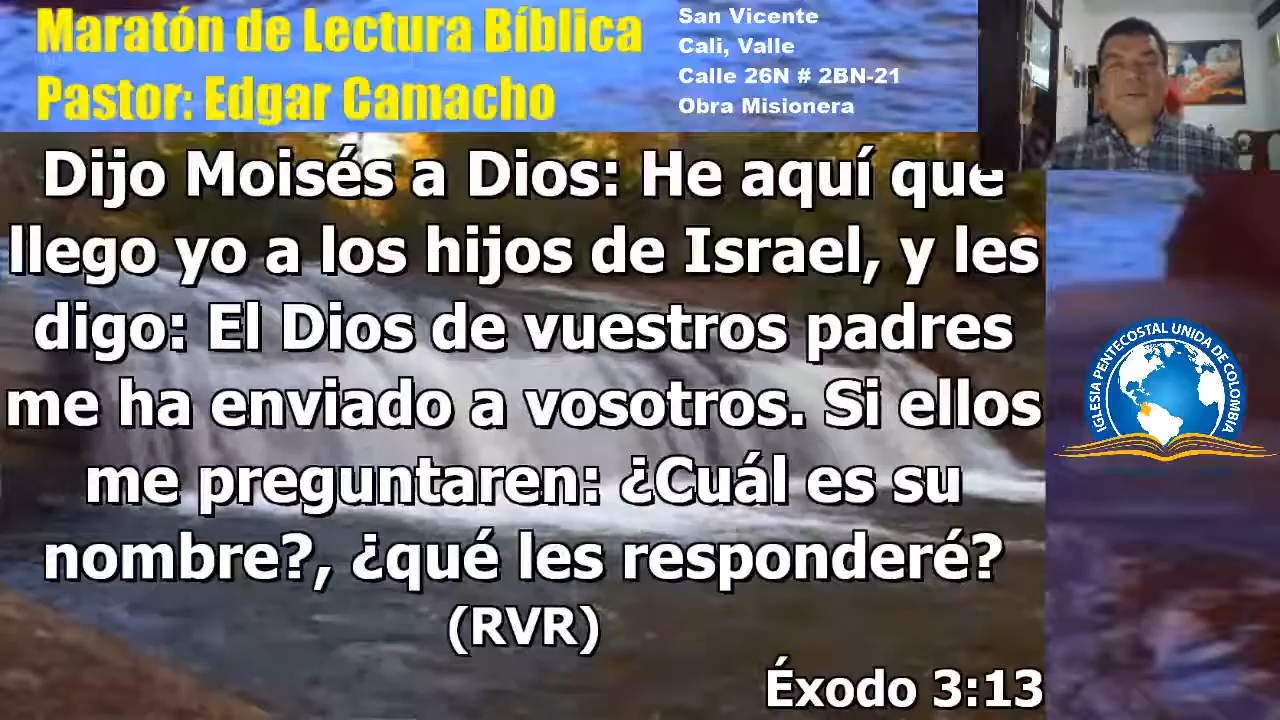 Maratón de Lectura Bíblica
Pastor: Edgar Camacho
San Vicente
Cali, Valle
Calle 26N # 2BN-21
Obra Misionera
Dijo Moisés a Dios: He aquí que
llego yo a los hijos de Israel, y les
digo: El Dios de vuestros padres
me ha enviado a vosotros. Si ellos
me preguntaren: ¿Cuál es su
nombre?, ¿qué les responderé?
(RVR)
Éxodo 3:13
IGLESIA PENTECOSTAL UNIDA DE COLOMBIA